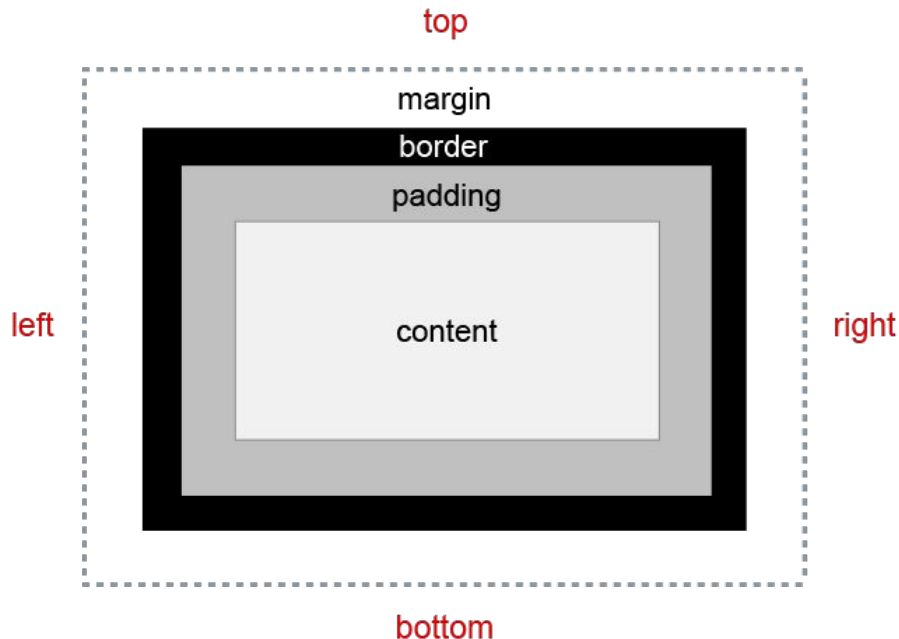 top
margin
border
padding
left
content
right
bottom